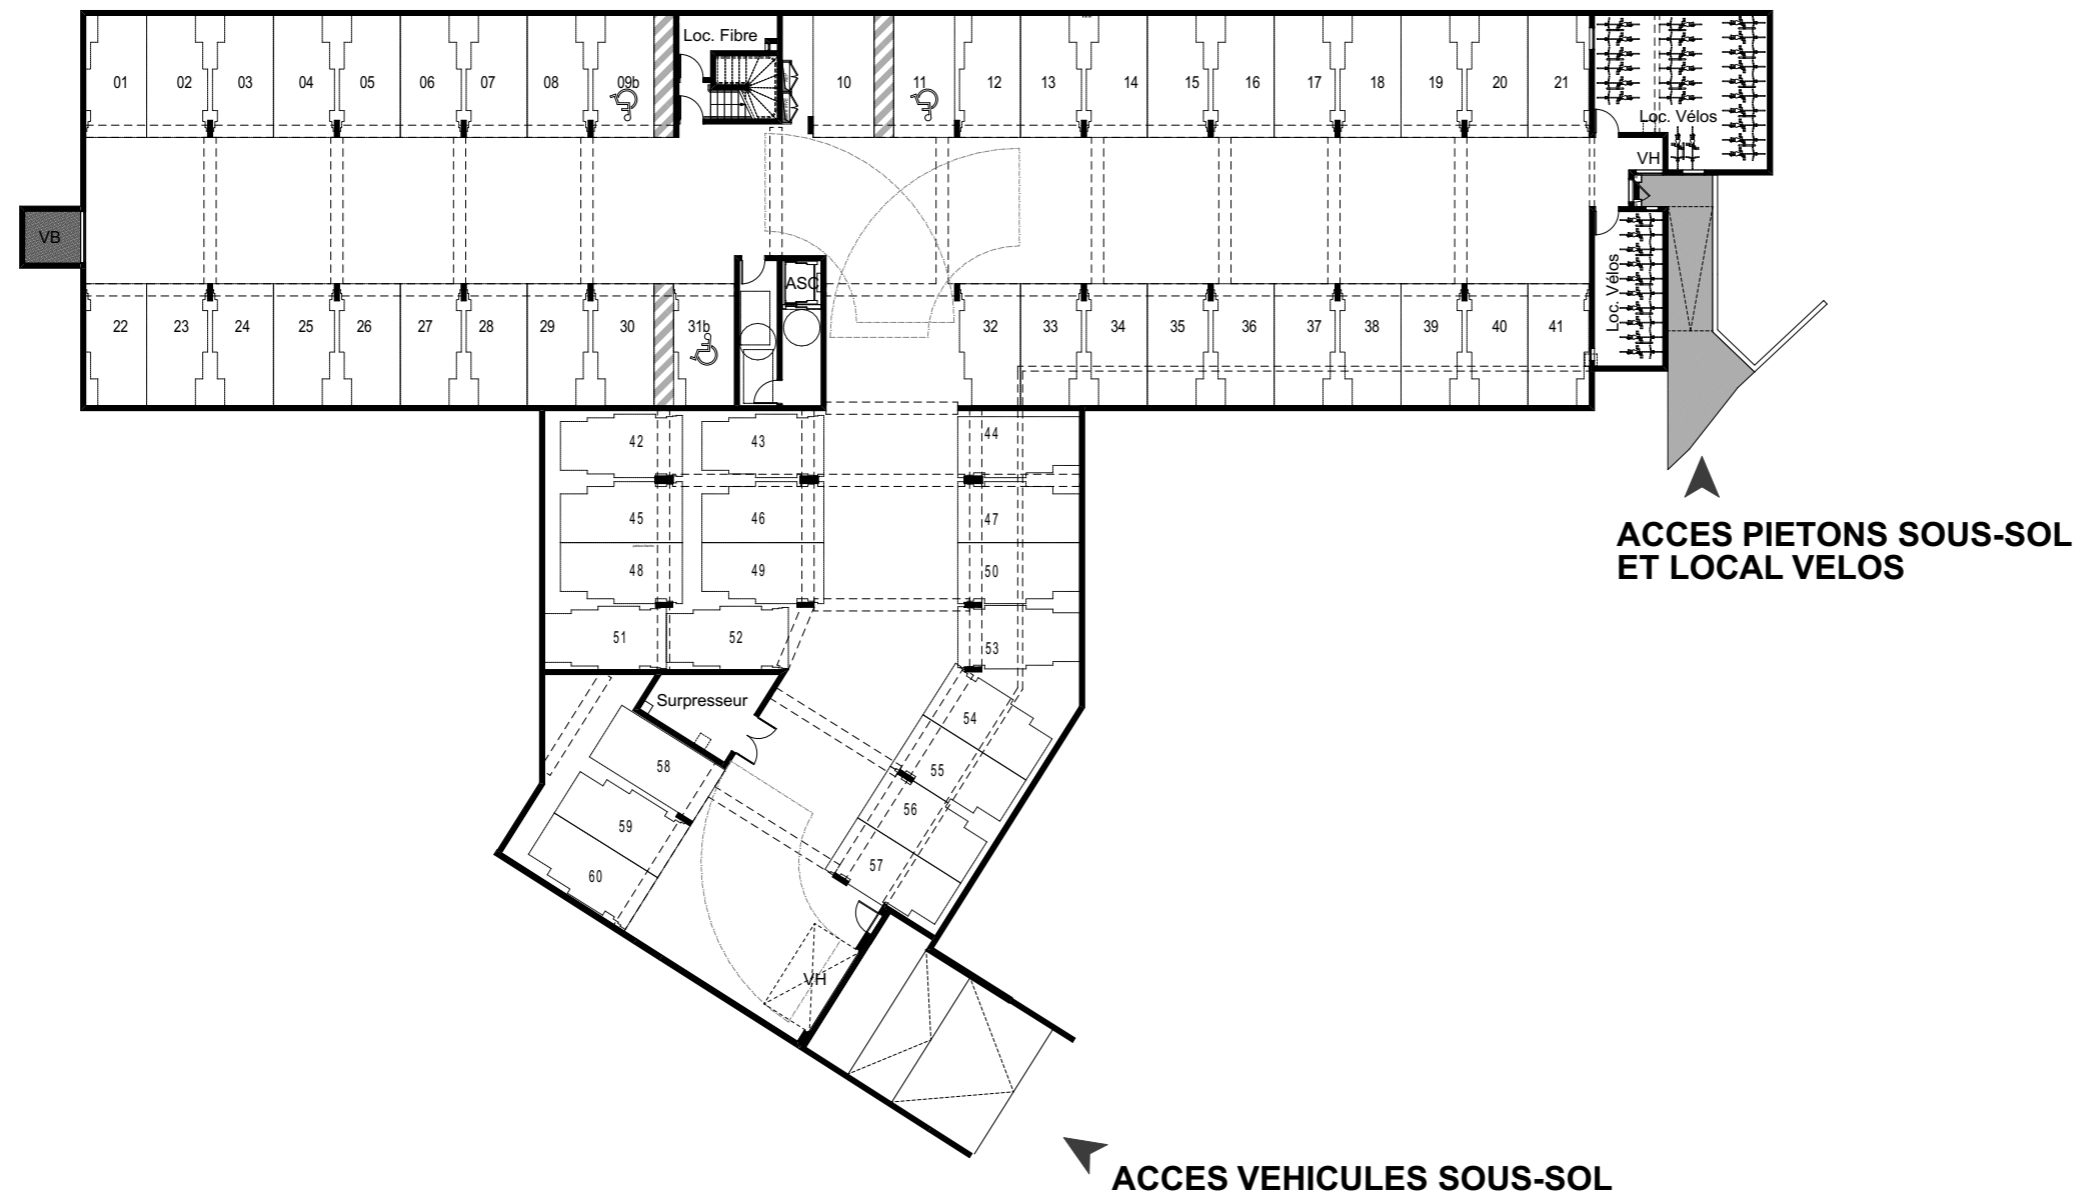 Loc. Fibre
01 02 03 04 05 06 07 08 09b 10 11 12 13 14 15 16 17 18 19 20 21
Loc. Vélos
VH
VB
ASC
Loc. Vélos
22 23 24 25 26 27 28 29 30 31b 32 33 34 35 36 37 38 39 40 41
42 43 44
45 46 47
48 49 50
51 52 53
ACCES PIETONS SOUS-SOL
ET LOCAL VELOS
Surpresseur
54
55
56
57
58
59
60
VH
ACCES VEHICULES SOUS-SOL